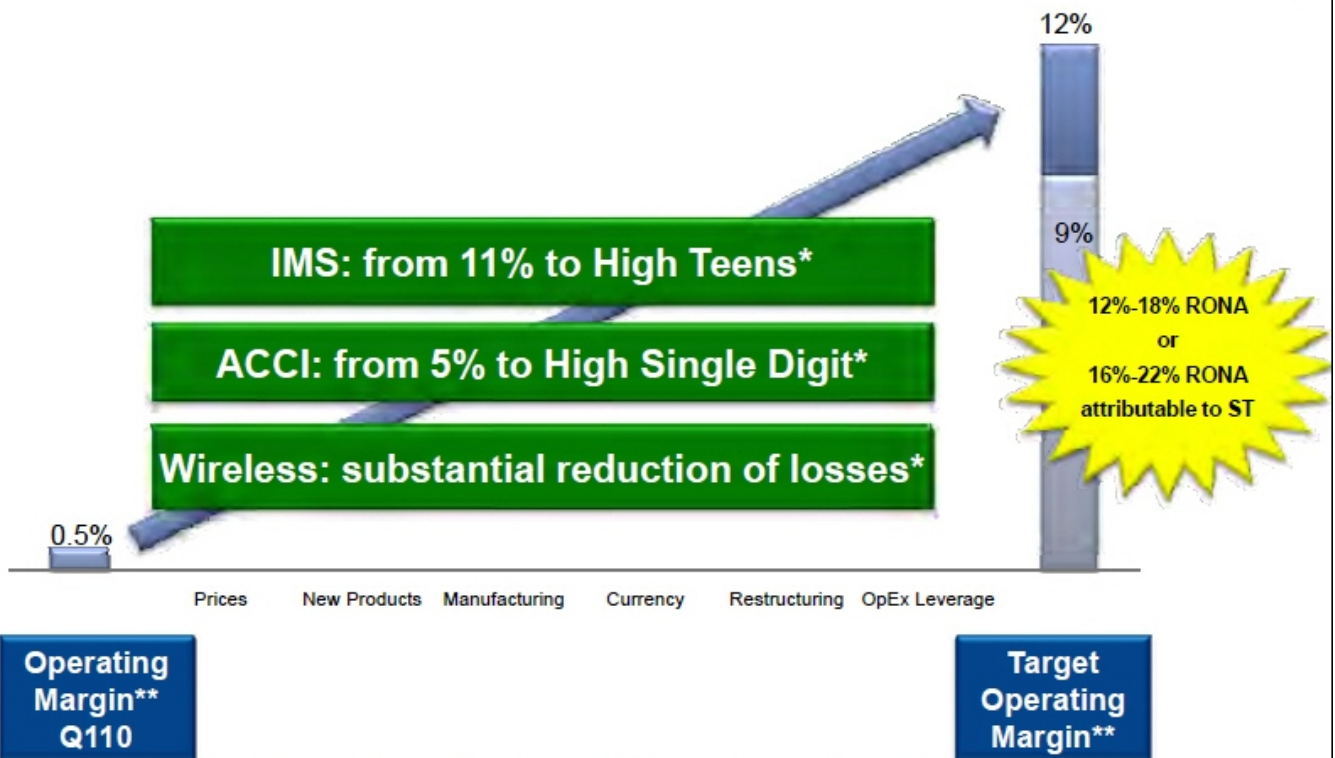 12%
9%
IMS: from 11% to High Teens*
12%-18% RONA
or
16%-22% RONA
attributable to ST
ACCI: from 5% to High Single Digit*
Wireless: substantial reduction of losses*
0.5%
Prices New Products Manufacturing Currency Restructuring OpEx Leverage
Operating
Margin**
Q110
Target
Operating
Margin**